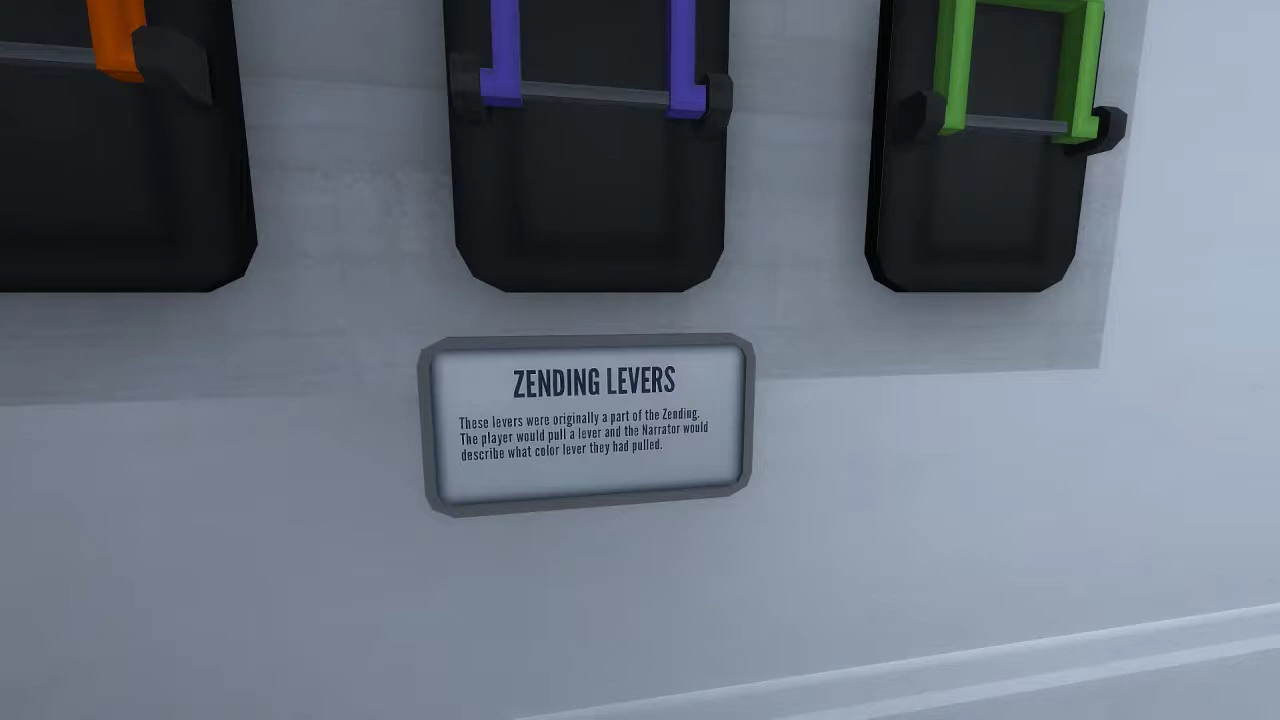 ZENDING LEVERS
These levers were originally a part of the Zending.
The player would pull a lever and the Narrator would
describe what color lever they had pulled.